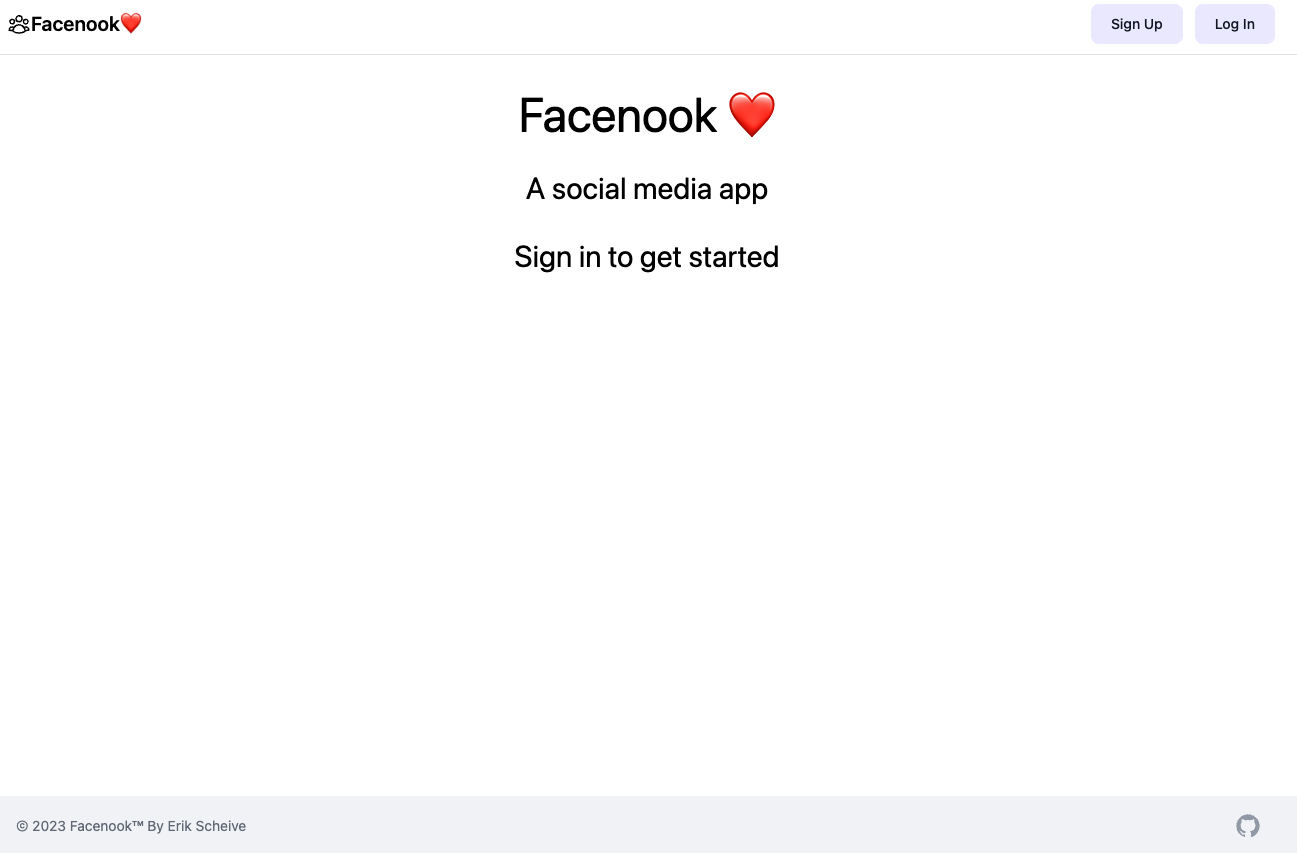 Facenook❤️
Sign Up
Log In
Facenook ❤️
A social media app
Sign in to get started
© 2023 Facenook™ By Erik Scheive